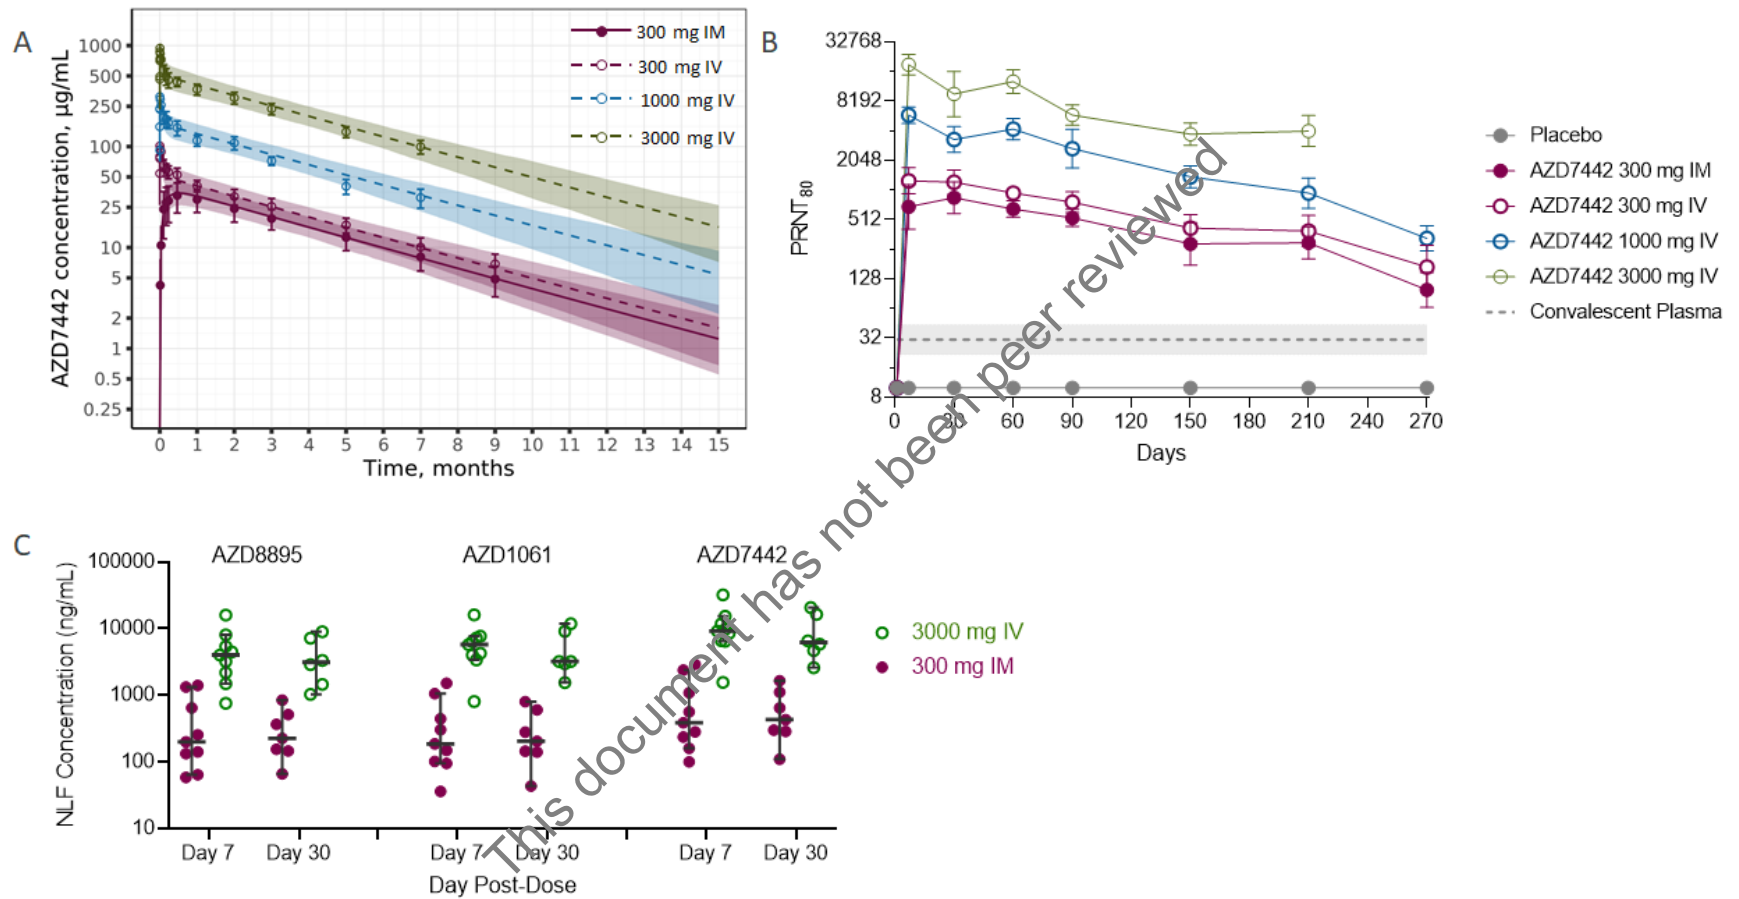 A
AZD7442 concentration, µg/mL
1000
500
250
100
50
25
10
5
2
1
0.5
0.25
0 1 2 3 4 5 6 7 8 9 10 11 12 13 14 15
Time, months
300 mg IM
300 mg IV
1000 mg IV
3000 mg IV
B
PRNT80
32768
8192
2048
512
128
32
8
0 30 60 90 120 150 180 210 240 270
Days
Placebo
AZD7442 300 mg IM
AZD7442 300 mg IV
AZD7442 1000 mg IV
AZD7442 3000 mg IV
Convalescent Plasma
C
NLF Concentration (ng/mL)
100000
10000
1000
100
10
AZD8895 AZD1061 AZD7442
Day 7 Day 30 Day 7 Day 30 Day 7 Day 30
Day Post-Dose
3000 mg IV
300 mg IM
This document has not been peer reviewed